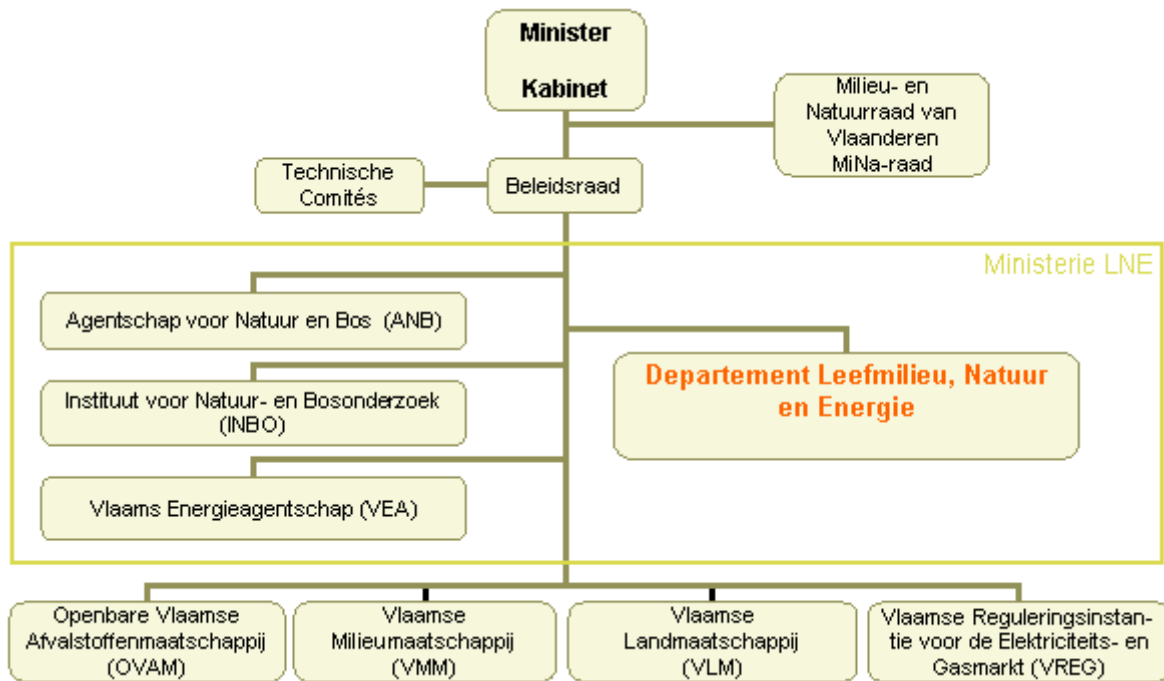 Minister
Kabinet
Milieu- en
Natuurraad van
Vlaanderen
MiNa-raad
Technische
Comités
Beleidsraad
Ministerie LNE
Agentschap voor Natuur en Bos (ANB)
Departement Leefmilieu, Natuur
en Energie
Instituut voor Natuur- en Bosonderzoek
(INBO)
Vlaams Energieagentschap (VEA)
Openbare Vlaamse
Afvalstoffenmaatschappij
(OVAM)
Vlaamse
Milieumaatschappij
(VMM)
Vlaamse
Landmaatschappij
(VLM)
Vlaamse Reguleringsinstan-
tie voor de Elektriciteits- en
Gasmarkt (VREG)